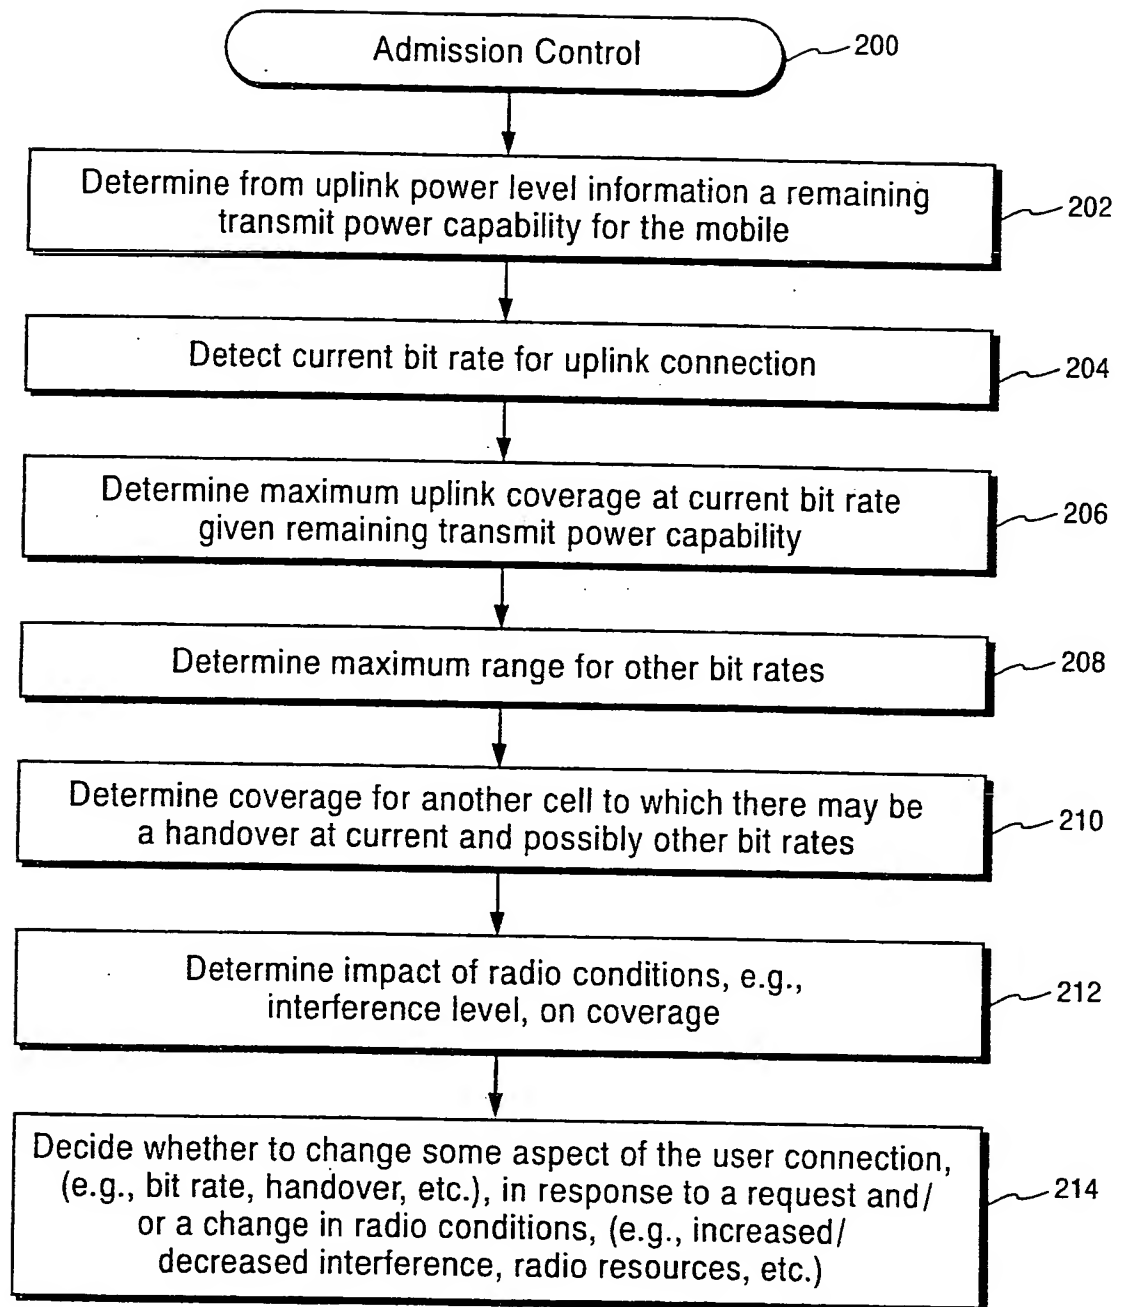 Admission Control
200
Determine from uplink power level information a remaining
transmit power capability for the mobile
202
Detect current bit rate for uplink connection
204
Determine maximum uplink coverage at current bit rate
given remaining transmit power capability
206
Determine maximum range for other bit rates
208
Determine coverage for another cell to which there may be
a handover at current and possibly other bit rates
210
Determine impact of radio conditions, e.g.,
interference level, on coverage
212
Decide whether to change some aspect of the user connection,
(e.g., bit rate, handover, etc.), in response to a request and/
or a change in radio conditions, (e.g., increased/
decreased interference, radio resources, etc.)
214